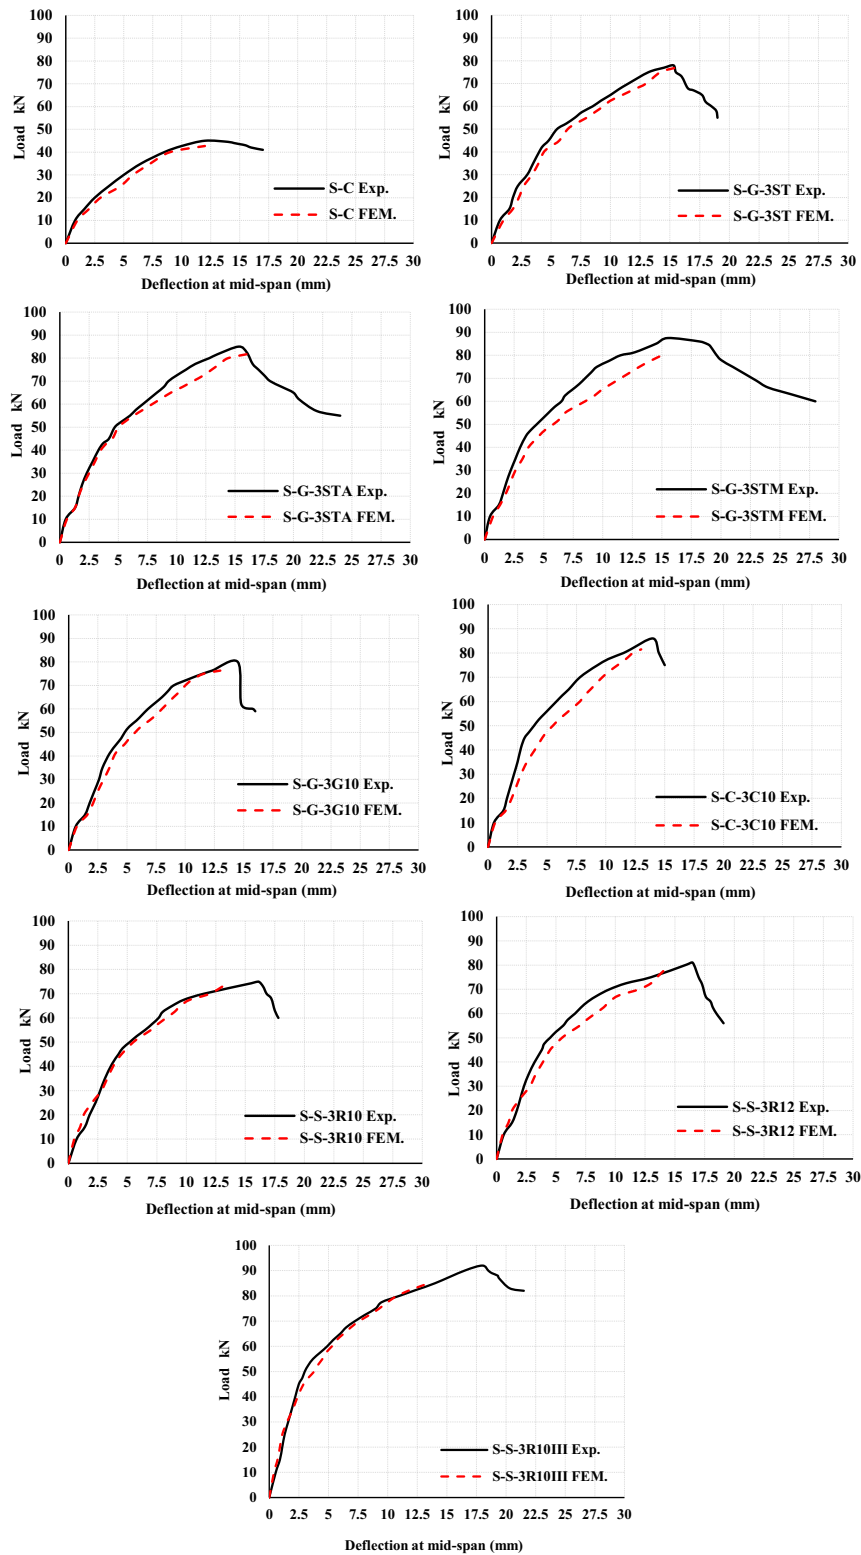 100
90
80
70
60
50
40
30
20
10
0
Load kN
S-C Exp.
S-C FEM.
0 2.5 5 7.5 10 12.5 15 17.5 20 22.5 25 27.5 30
Deflection at mid-span (mm)
100
90
80
70
60
50
40
30
20
10
0
Load kN
S-G-3ST Exp.
S-G-3ST FEM.
0 2.5 5 7.5 10 12.5 15 17.5 20 22.5 25 27.5 30
Deflection at mid-span (mm)
100
90
80
70
60
50
40
30
20
10
0
Load kN
S-G-3STA Exp.
S-G-3STA FEM.
0 2.5 5 7.5 10 12.5 15 17.5 20 22.5 25 27.5 30
Deflection at mid-span (mm)
100
90
80
70
60
50
40
30
20
10
0
Load kN
S-G-3STM Exp.
S-G-3STM FEM.
0 2.5 5 7.5 10 12.5 15 17.5 20 22.5 25 27.5 30
Deflection at mid-span (mm)
100
90
80
70
60
50
40
30
20
10
0
Load kN
S-G-3G10 Exp.
S-G-3G10 FEM.
0 2.5 5 7.5 10 12.5 15 17.5 20 22.5 25 27.5 30
Deflection at mid-span (mm)
100
90
80
70
60
50
40
30
20
10
0
Load kN
S-C-3C10 Exp.
S-C-3C10 FEM.
0 2.5 5 7.5 10 12.5 15 17.5 20 22.5 25 27.5 30
Deflection at mid-span (mm)
100
90
80
70
60
50
40
30
20
10
0
Load kN
S-S-3R10 Exp.
S-S-3R10 FEM.
0 2.5 5 7.5 10 12.5 15 17.5 20 22.5 25 27.5 30
Deflection at mid-span (mm)
100
90
80
70
60
50
40
30
20
10
0
Load kN
S-S-3R12 Exp.
S-S-3R12 FEM.
0 2.5 5 7.5 10 12.5 15 17.5 20 22.5 25 27.5 30
Deflection at mid-span (mm)
100
90
80
70
60
50
40
30
20
10
0
Load kN
S-S-3R10III Exp.
S-S-3R10III FEM.
0 2.5 5 7.5 10 12.5 15 17.5 20 22.5 25 27.5 30
Deflection at mid-span (mm)